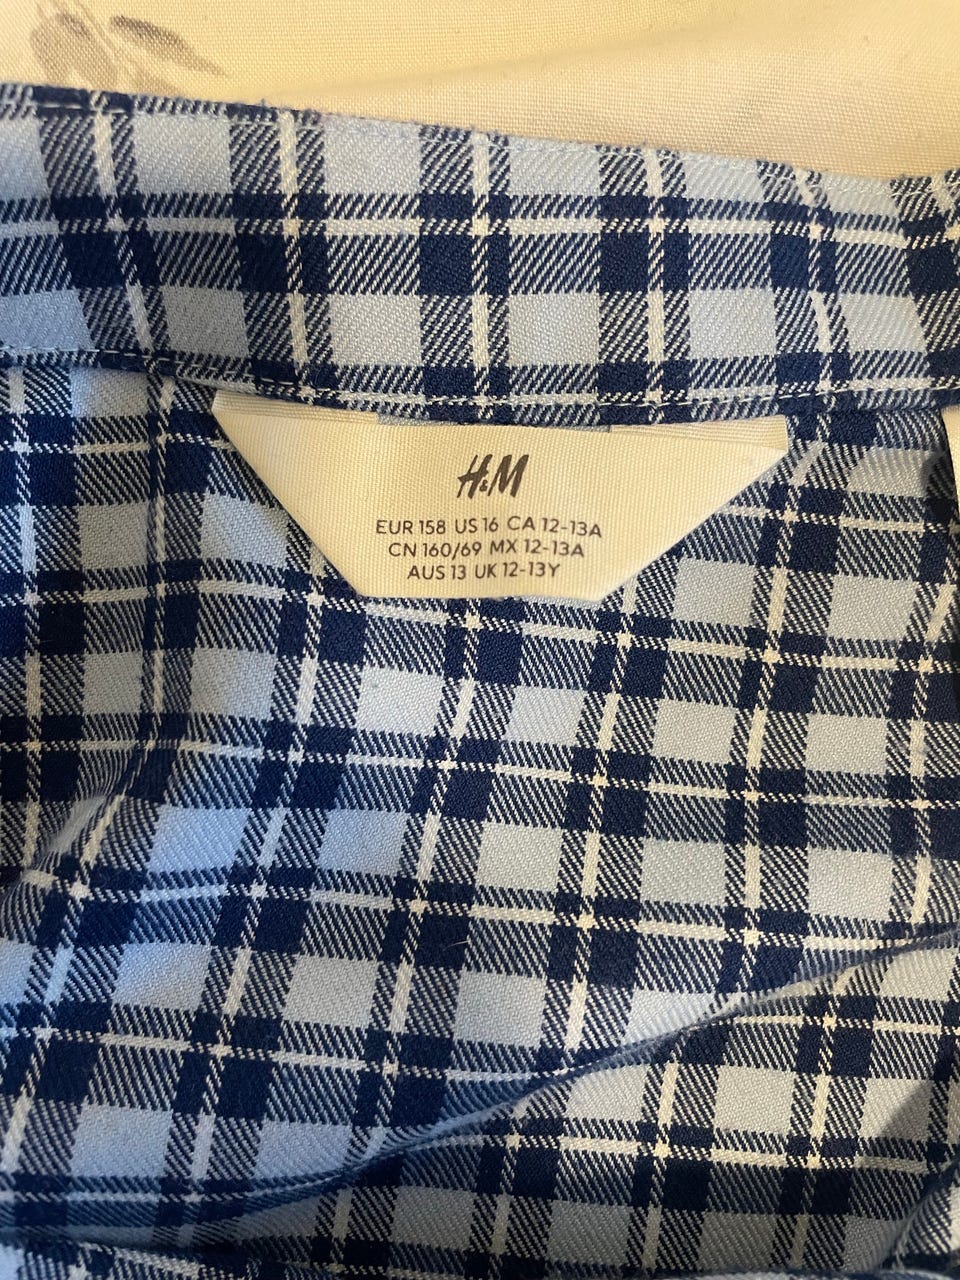 H&M
EUR 158 US 16 CA 12-13A
CN 160/69 MX 12-13A
AUS 13 UK 12-13Y